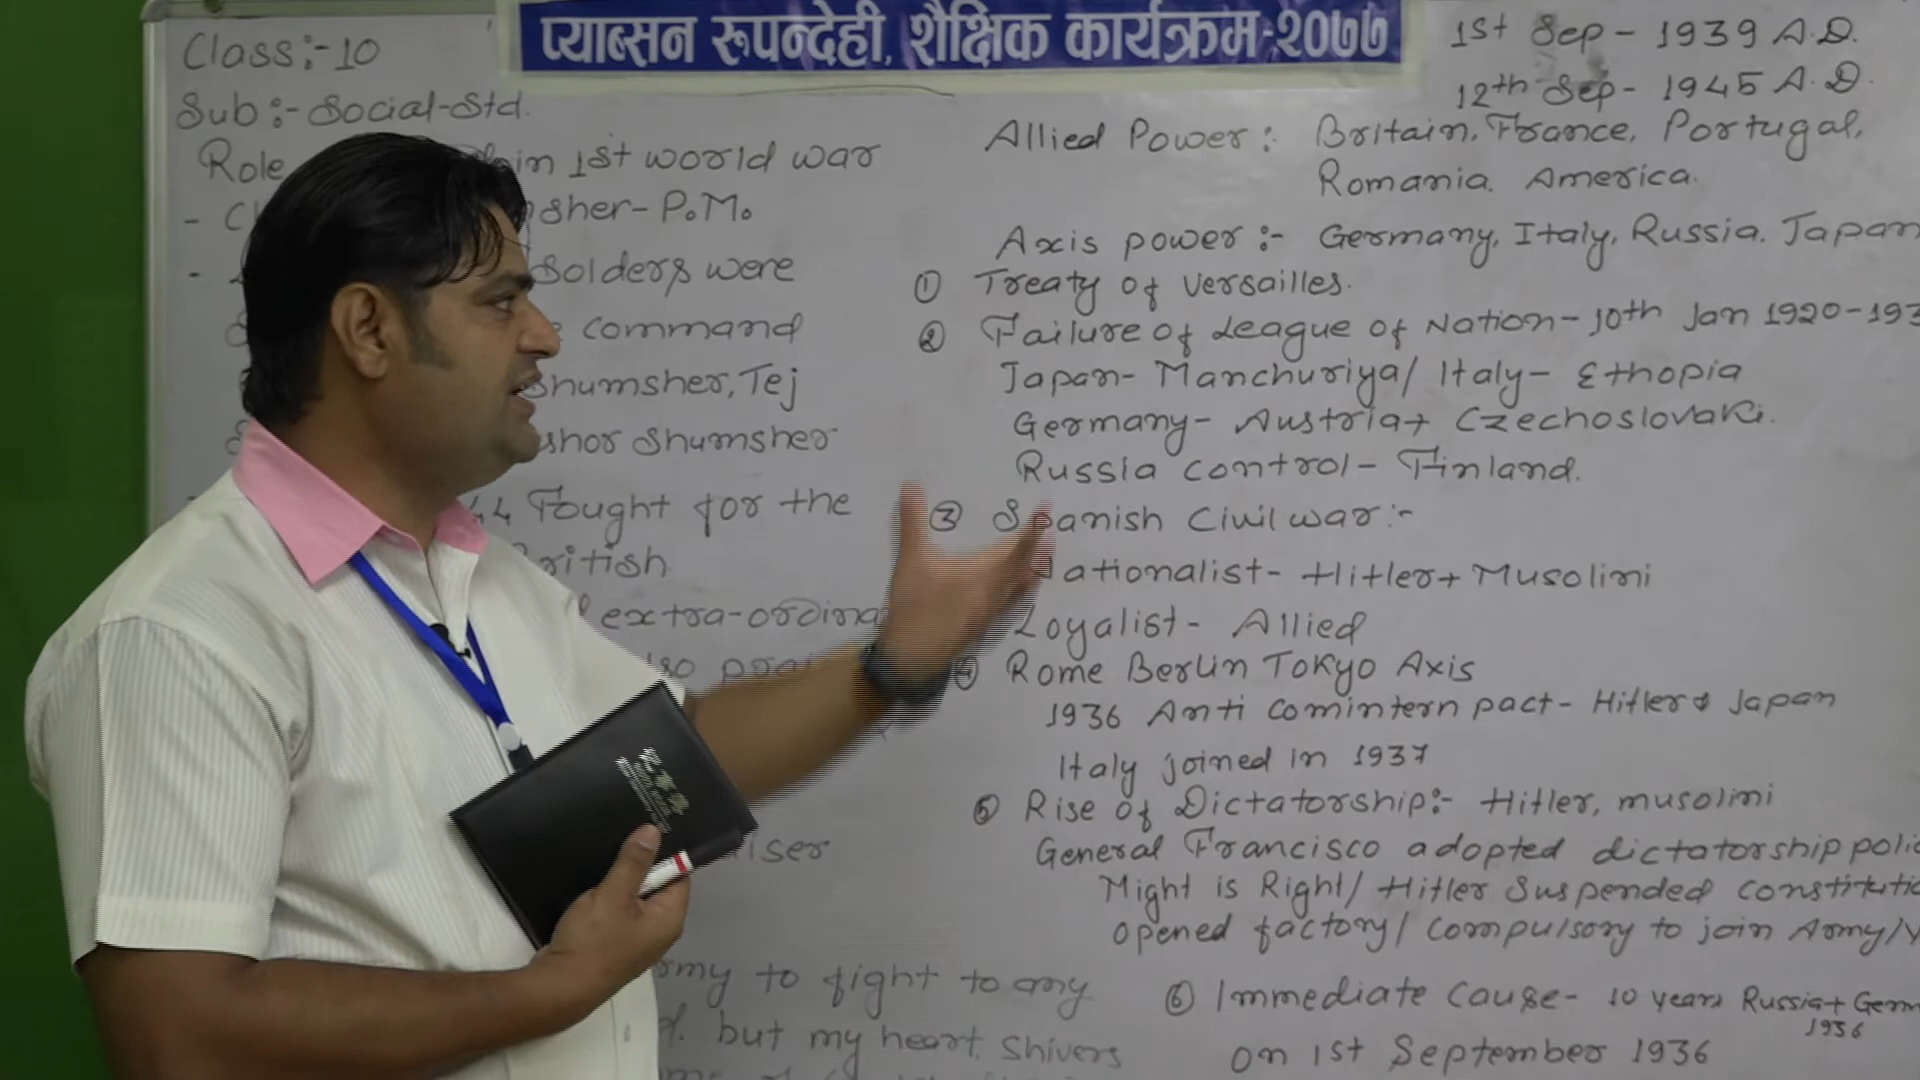 प्याब्सन रूपन्देही, शैक्षिक कार्यक्रम-२०७७
Class:-10
Sub:- Social-Std.
Role in 1st world war
sher- P.M.
Solders were
command
Shumsher, Tej
shor Shumsher
44 Fought for the
British
extra-ordina
iser
my to fight to any
but my heart shivers
1st Sep- 1939 A.D.
12th Sep- 1945 A.D.
Allied Power: Britain, France, Portugal,
Romania. America.
Axis power:- Germany, Italy, Russia. Japan
① Treaty of Versailles.
② Failure of League of Nation- 10th Jan 1920-193
Japan- Manchuriya/ Italy- Ethopia
Germany- Austria+ Czechoslovaki.
Russia control- Finland.
③ Spanish Civil war:-
Nationalist- Hitler+ Musolini
Loyalist- Allied
④ Rome Berlin Tokyo Axis
1936 Anti comintern pact- Hitler & Japan
Italy joined in 1937
⑤ Rise of Dictatorship:- Hitler, musolini
General Francisco adopted dictatorship polic
Might is Right/ Hitler Suspended constitutio
opened factory/ Compulsory to join Army/
⑥ Immediate Cause- 10 years Russia+ Germ
1936
on 1st September 1936